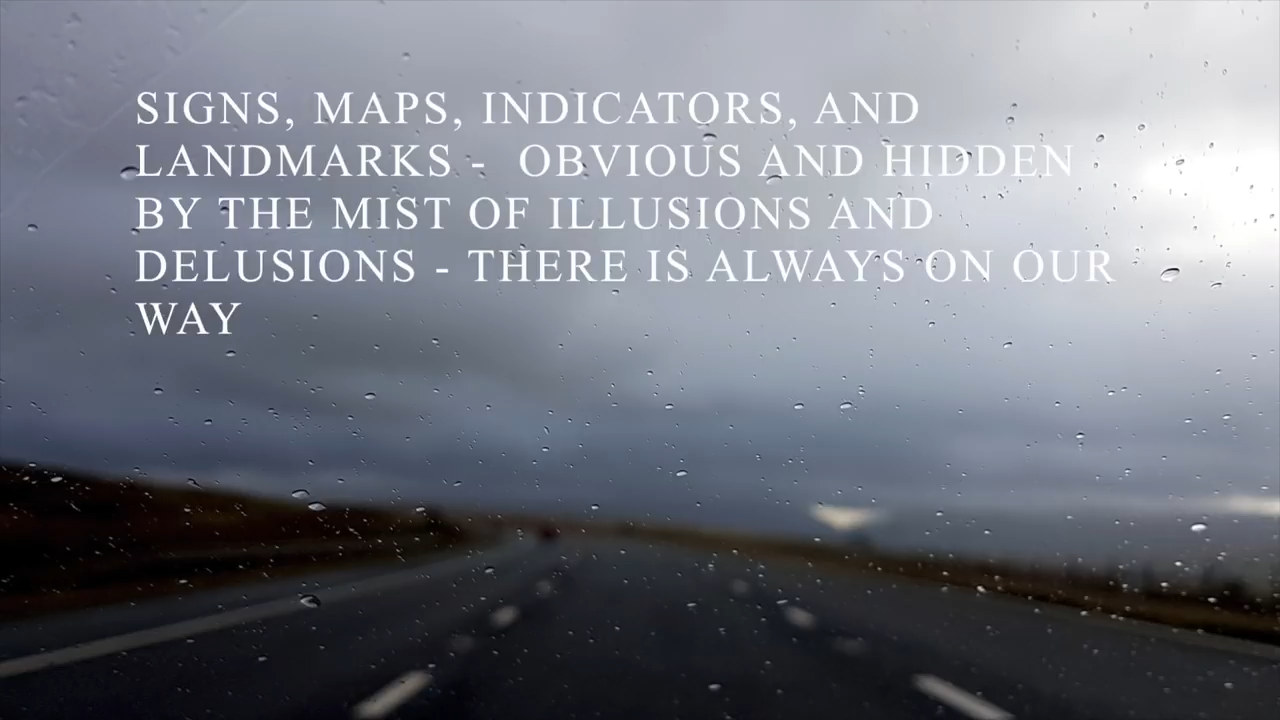 SIGNS, MAPS, INDICATORS, AND
LANDMARKS -  OBVIOUS AND HIDDEN
BY THE MIST OF ILLUSIONS AND
DELUSIONS - THERE IS ALWAYS ON OUR
WAY